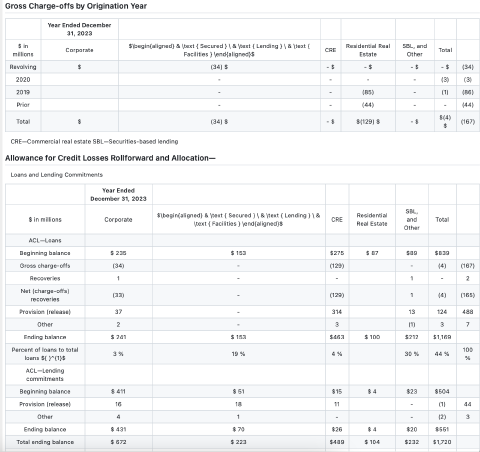 Gross Charge-offs by Origination Year
Year Ended December 31, 2023
$ in millions Corporate $\begin{aligned} & \text { Secured } \ & \text { Lending } \ & \text { Facilities } \end{aligned}$ CRE Residential Real Estate SBL, and Other Total
Revolving $ (34) $ - $ - $ - $ - $ (34)
2020 - - - - (3) (3)
2019 - (85) - (1) (86)
Prior - (44) - - (44)
Total $ (34) $ - $ $(129) $ - $ $(4) $ (167)
CRE—Commercial real estate SBL—Securities-based lending
Allowance for Credit Losses Rollforward and Allocation—
Loans and Lending Commitments
Year Ended December 31, 2023
$ in millions Corporate $\begin{aligned} & \text { Secured } \ & \text { Lending } \ & \text { Facilities } \end{aligned}$ CRE Residential Real Estate SBL, and Other Total
ACL—Loans
Beginning balance $ 235 $ 153 $275 $ 87 $89 $839
Gross charge-offs (34) - (129) - (4) (167)
Recoveries 1 - 1 - 2
Net (charge-offs) recoveries (33) - (129) 1 (4) (165)
Provision (release) 37 - 314 13 124 488
Other 2 - 3 (1) 3 7
Ending balance $ 241 $ 153 $463 $ 100 $212 $1,169
Percent of loans to total loans ${ }^{1}$ 3 % 19 % 4 % 30 % 44 % 100 %
ACL—Lending commitments
Beginning balance $ 411 $ 51 $15 $ 4 $23 $504
Provision (release) 16 18 11 - (1) 44
Other 4 1 - - (2) 3
Ending balance $ 431 $ 70 $26 $ 4 $20 $551
Total ending balance $ 672 $ 223 $489 $ 104 $232 $1,720